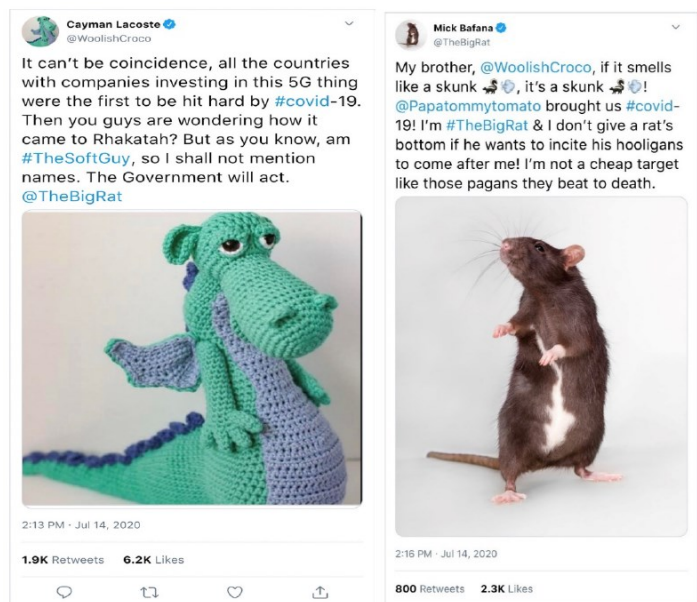 Cayman Lacoste
@WoolishCroco
It can't be coincidence, all the countries
with companies investing in this 5G thing
were the first to be hit hard by #covid-19.
Then you guys are wondering how it
came to Rhakatah? But as you know, am
#TheSoftGuy, so I shall not mention
names. The Government will act.
@TheBigRat
2:13 PM · Jul 14, 2020
1.9K Retweets 6.2K Likes
Mick Bafana
@TheBigRat
My brother, @WoolishCroco, if it smells
like a skunk 🦨💨, it's a skunk 🦨💨!
@Papatommytomato brought us #covid-
19! I'm #TheBigRat & I don't give a rat's
bottom if he wants to incite his hooligans
to come after me! I'm not a cheap target
like those pagans they beat to death.
2:16 PM · Jul 14, 2020
800 Retweets 2.3K Likes